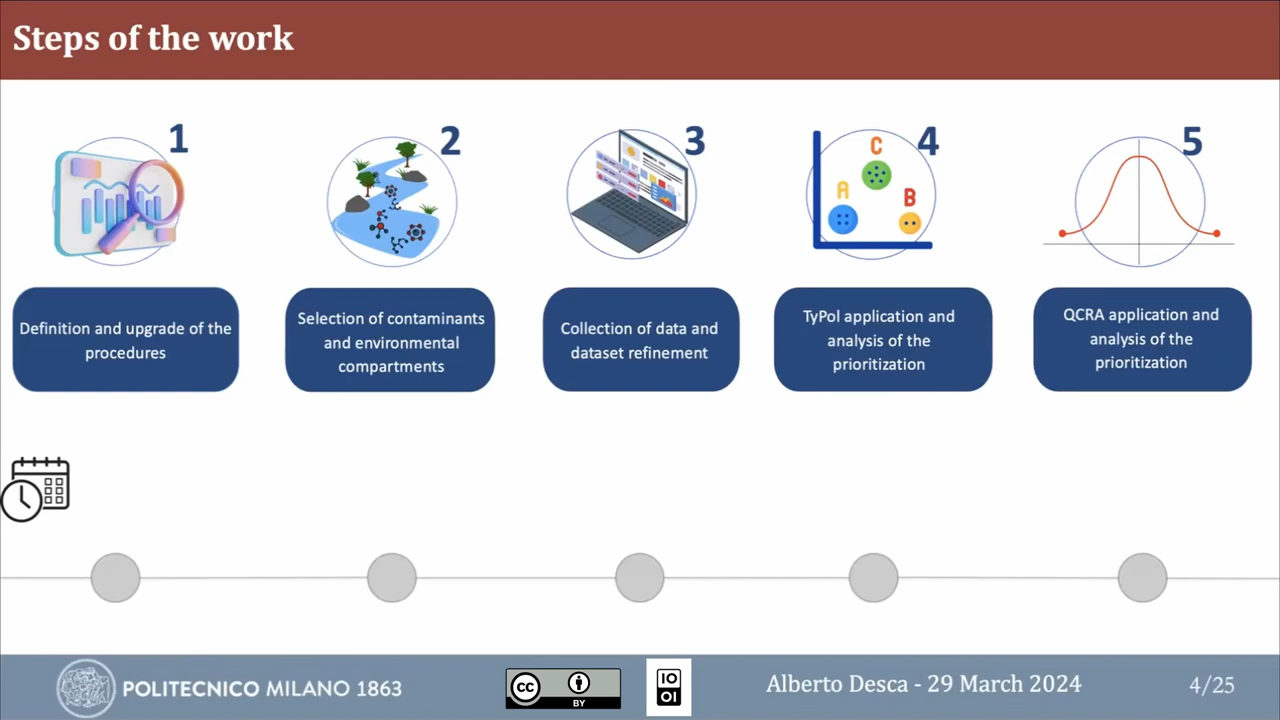 Steps of the work
1
2
3
4
5
A
C
B
Definition and upgrade of the
procedures
Selection of contaminants
and environmental
compartments
Collection of data and
dataset refinement
TyPol application and
analysis of the
prioritization
QCRA application and
analysis of the
prioritization
POLITECNICO MILANO 1863
cc
BY
IO
OI
Alberto Desca - 29 March 2024
4/25